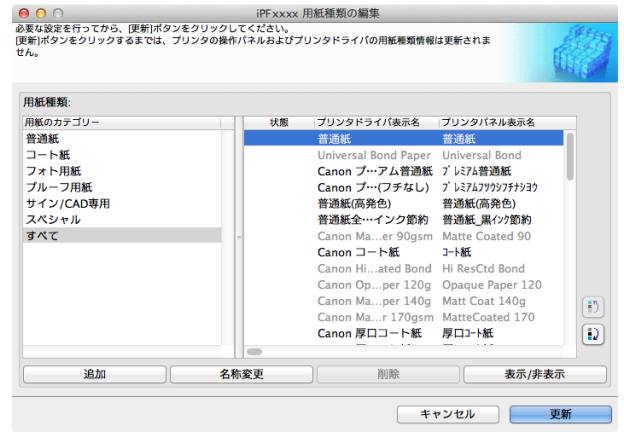 iPFxxxx 用紙種類の編集
必要な設定を行ってから、[更新]ボタンをクリックしてください。
[更新]ボタンをクリックするまでは、プリンタの操作パネルおよびプリンタドライバの用紙種類情報は更新されま
せん。
用紙種類:
用紙のカテゴリー
普通紙
コート紙
フォト用紙
プルーフ用紙
サイン/CAD専用
スペシャル
すべて
状態 プリンタドライバ表示名 プリンタパネル表示名
普通紙 普通紙
Universal Bond Paper Universal Bond
Canon プ…アム普通紙 プレミアム普通紙
Canon プ…(フチなし) プレミアムフツウシフチナシヨウ
普通紙(高発色) 普通紙(高発色)
普通紙全…インク節約 普通紙_黒インク節約
Canon Ma...er 90gsm Matte Coated 90
Canon コート紙 コート紙
Canon Hi...ated Bond Hi ResCtd Bond
Canon Op...per 120g Opaque Paper 120
Canon Ma...per 140g Matt Coat 140g
Canon Ma...r 170gsm MatteCoated 170
Canon 厚口コート紙 厚口コート紙
追加 名称変更 削除 表示/非表示
キャンセル 更新